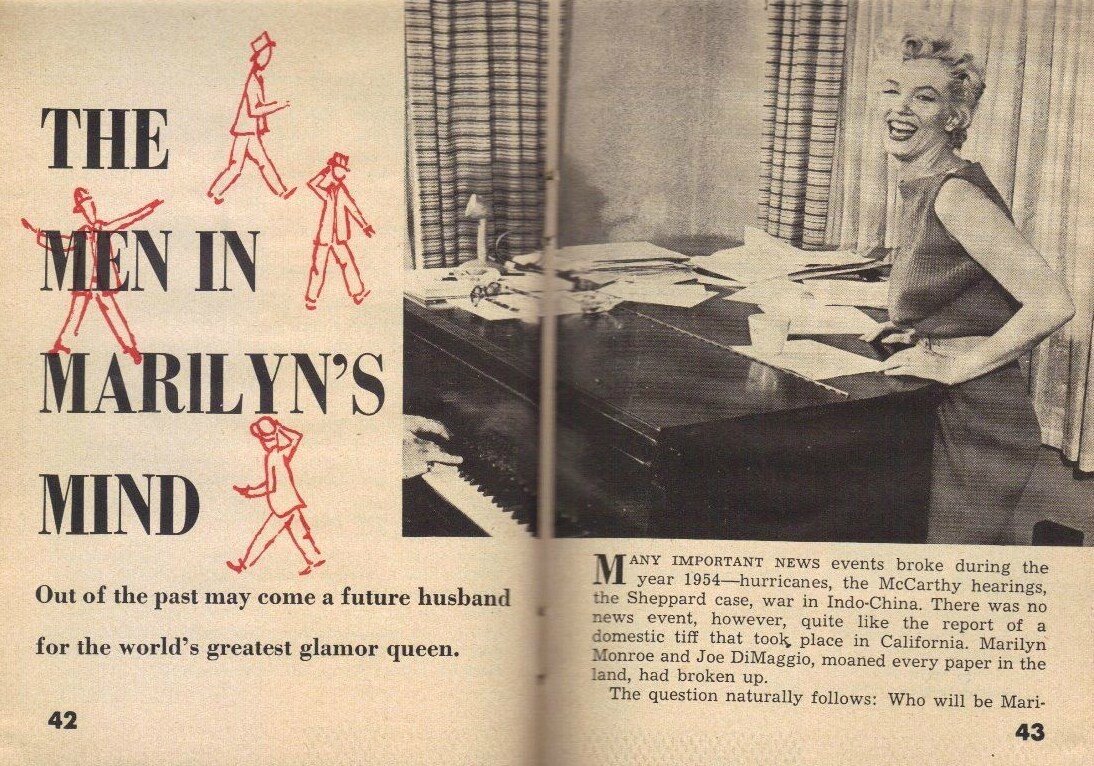 THE
MEN IN
MARILYN'S
MIND
Out of the past may come a future husband
for the world's greatest glamor queen.
42
MANY IMPORTANT NEWS events broke during the
year 1954—hurricanes, the McCarthy hearings,
the Sheppard case, war in Indo-China. There was no
news event, however, quite like the report of a
domestic tiff that took place in California. Marilyn
Monroe and Joe DiMaggio, moaned every paper in the
land, had broken up.
The question naturally follows: Who will be Mari-
43